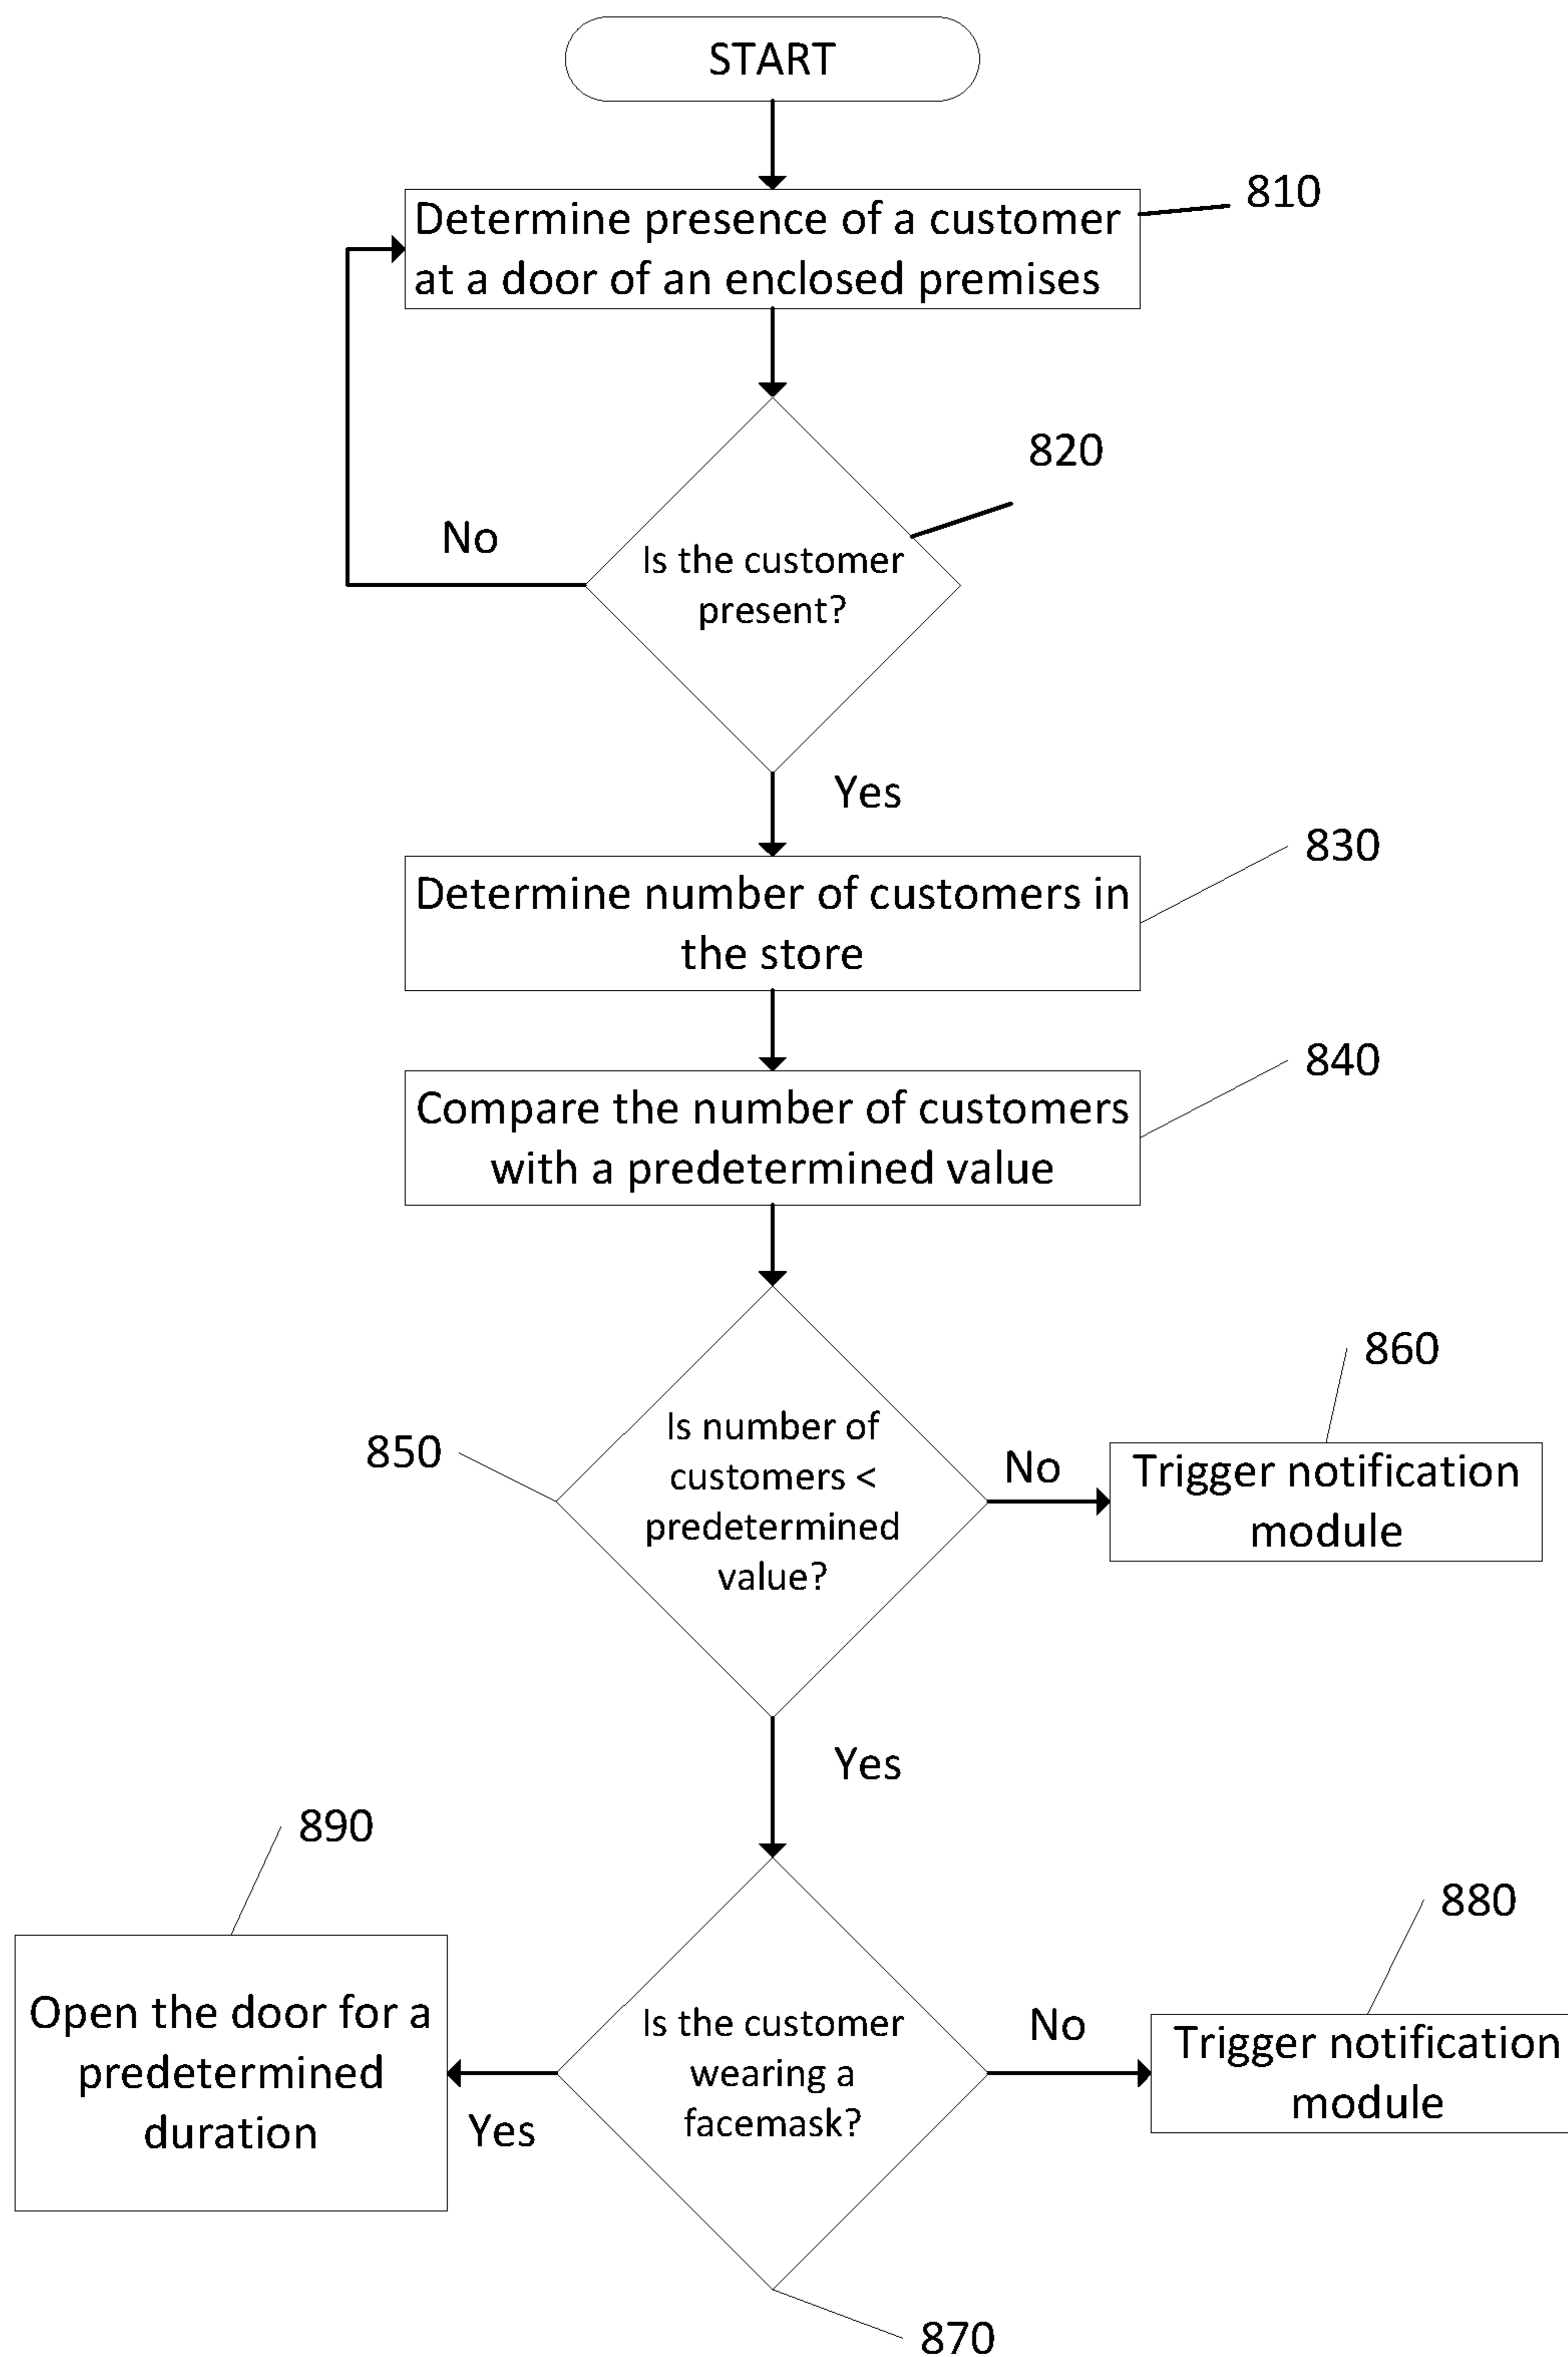 START
Determine presence of a customer
at a door of an enclosed premises
810
820
No
Is the customer
present?
Yes
830
Determine number of customers in
the store
840
Compare the number of customers
with a predetermined value
850
Is number of
customers <
predetermined
value?
No
860
Trigger notification
module
Yes
890
Open the door for a
predetermined
duration
Yes
Is the customer
wearing a
facemask?
No
880
Trigger notification
module
870